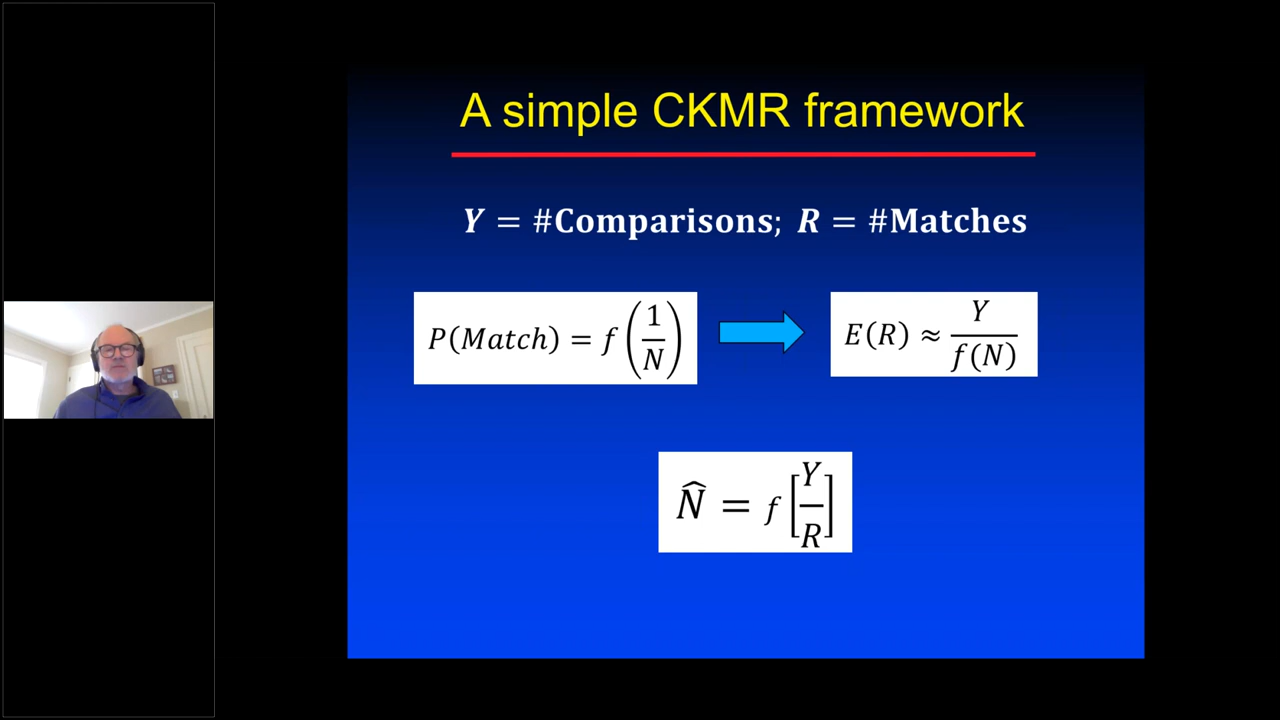 A simple CKMR framework
Y = #Comparisons; R = #Matches
P(Match) = f(1/N)
E(R) ≈ Y/f(N)
N̂ = f[Y/R]